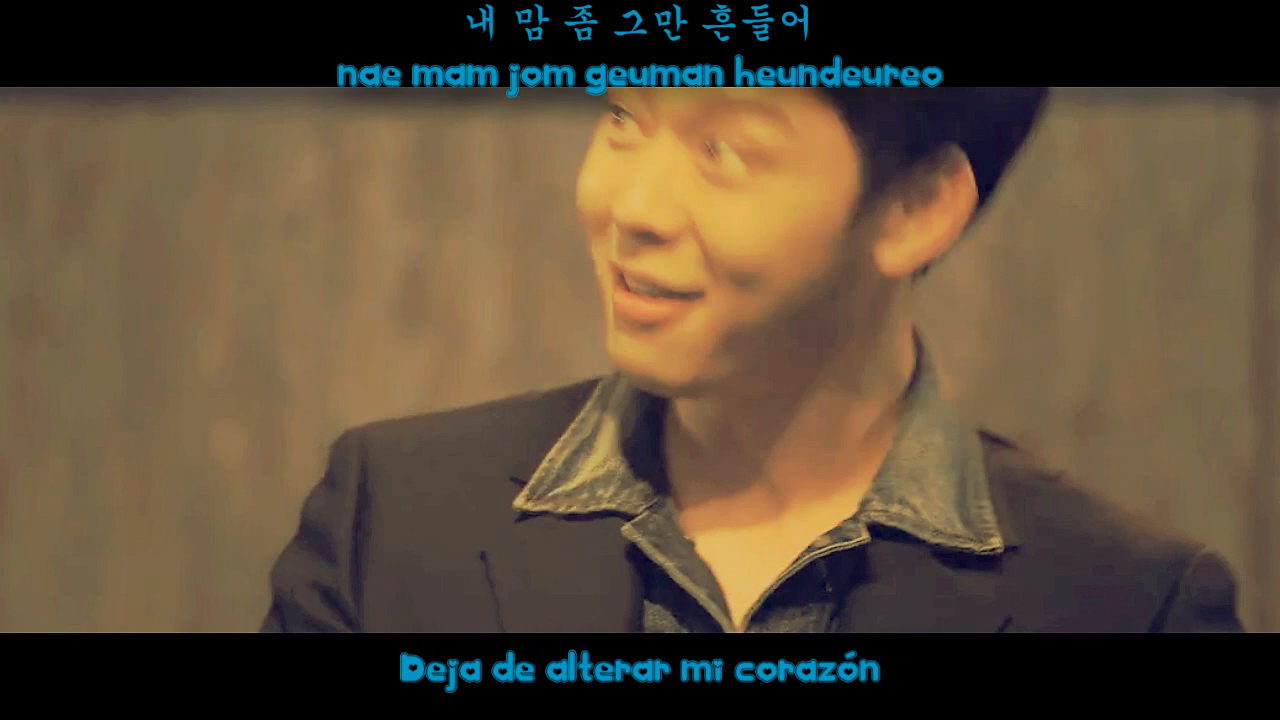 내 맘 좀 그만 흔들어
nae mam jom geuman heundeureo
Deja de alterar mi corazón